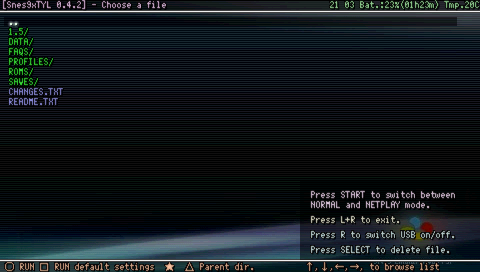 [Snes9xTYL 0.4.2] - Choose a file
21 03 Bat.:23%(01h23m) Tmp.20C
..
1.5/
DATA/
FAQS/
PROFILES/
ROMS/
SAVES/
CHANGES.TXT
README.TXT
Press START to switch between
NORMAL and NETPLAY mode.
Press L+R to exit.
Press R to switch USB on/off.
Press SELECT to delete file.
◯ RUN □ RUN default settings ★ △ Parent dir.
↑,↓,←,→, to browse list